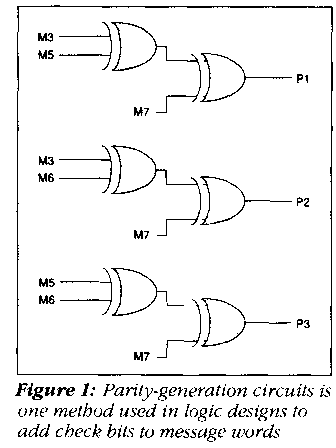 M3
M5
P1
M7
M3
M6
P2
M7
M5
M6
P3
M7
Figure 1: Parity-generation circuits is
one method used in logic designs to
add check bits to message words